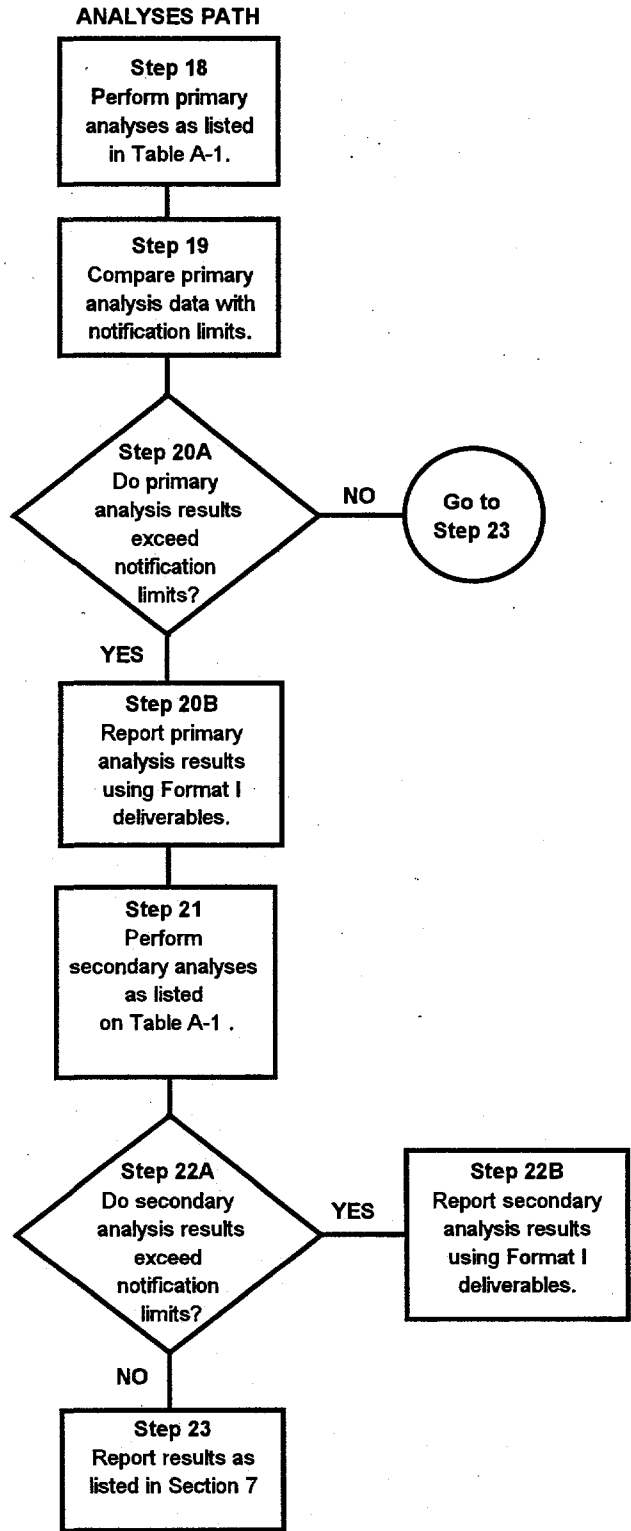 ANALYSES PATH
Step 18
Perform primary
analyses as listed
in Table A-1.
Step 19
Compare primary
analysis data with
notification limits.
Step 20A
Do primary
analysis results
exceed
notification
limits?
NO
Go to
Step 23
YES
Step 20B
Report primary
analysis results
using Format I
deliverables.
Step 21
Perform
secondary analyses
as listed
on Table A-1 .
Step 22A
Do secondary
analysis results
exceed
notification
limits?
YES
Step 22B
Report secondary
analysis results
using Format I
deliverables.
NO
Step 23
Report results as
listed in Section 7